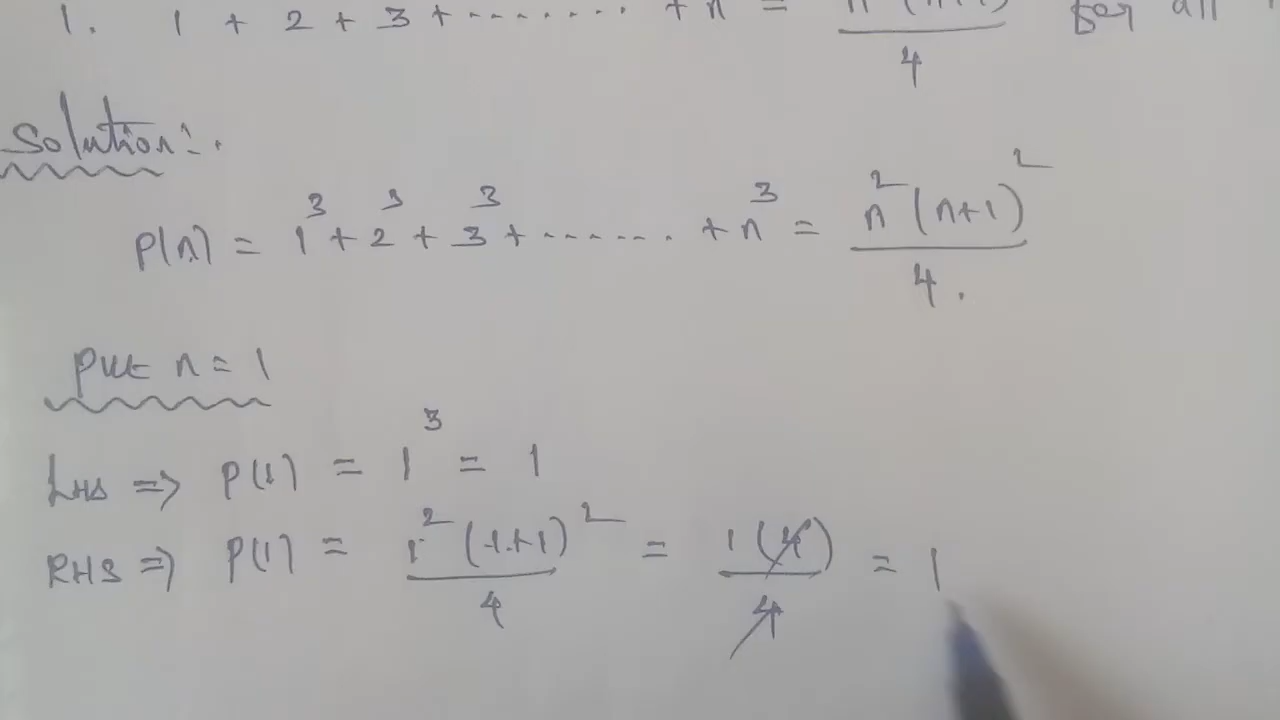 1. 1 + 2 + 3 + ........ + n = n (n+1) / 4 for all
Solution:.
P(n) = 1³ + 2³ + 3³ + ...... + n³ = n²(n+1)² / 4.
put n = 1
LHS => P(1) = 1³ = 1
RHS => P(1) = 1²(1+1)² / 4 = 1(4) / 4 = 1